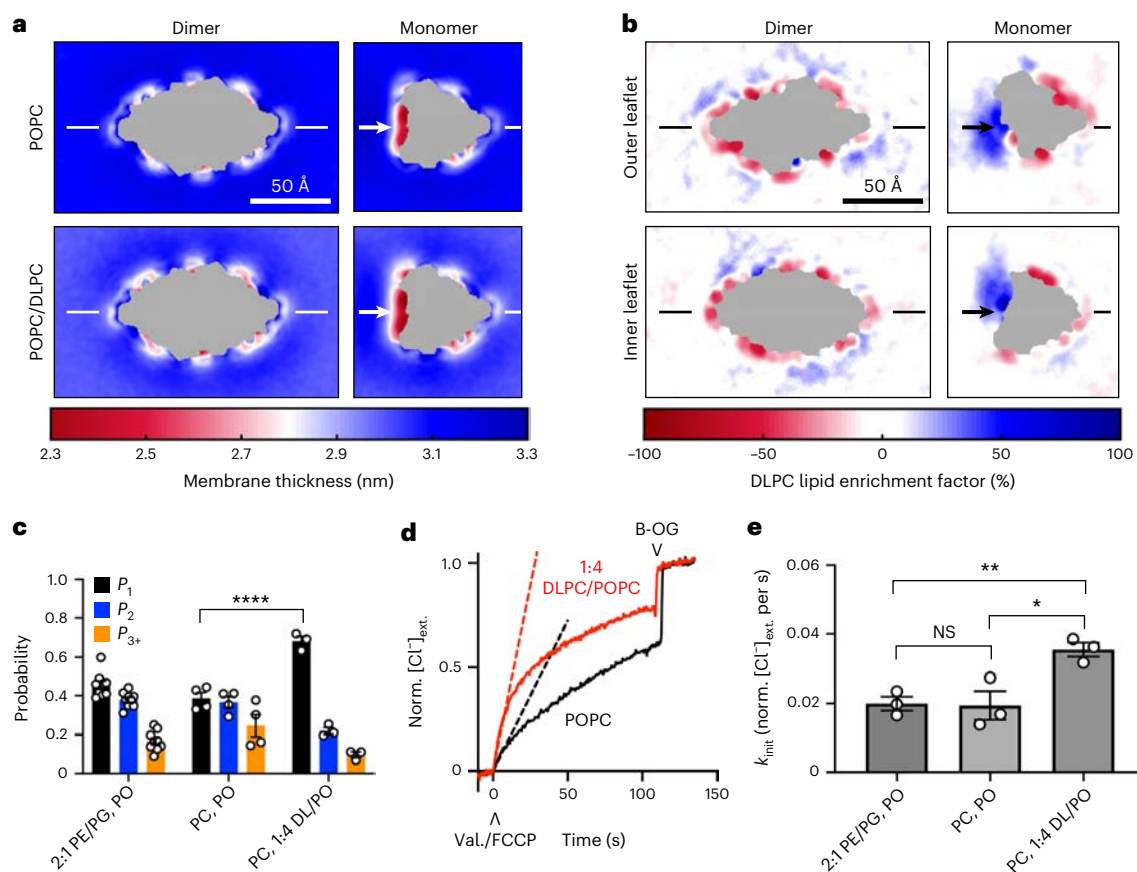 a
Dimer
Monomer
POPC
50 Å
POPC/DLPC
2.3 2.5 2.7 2.9 3.1 3.3
Membrane thickness (nm)
b
Dimer
Monomer
Outer leaflet
50 Å
Inner leaflet
−100 −50 0 50 100
DLPC lipid enrichment factor (%)
c
1.0
0.8
0.6
0.4
0.2
0
Probability
P1
P2
P3+
****
2:1 PE/PG, PO
PC, PO
PC, 1:4 DL/PO
d
B-OG
V
1.0
0.5
0
Norm. [Cl−]ext.
1:4
DLPC/POPC
POPC
0 50 100 150
Λ
Val./FCCP
Time (s)
e
0.06
0.04
0.02
0
kinit (norm. [Cl−]ext. per s)
**
*
NS
2:1 PE/PG, PO
PC, PO
PC, 1:4 DL/PO